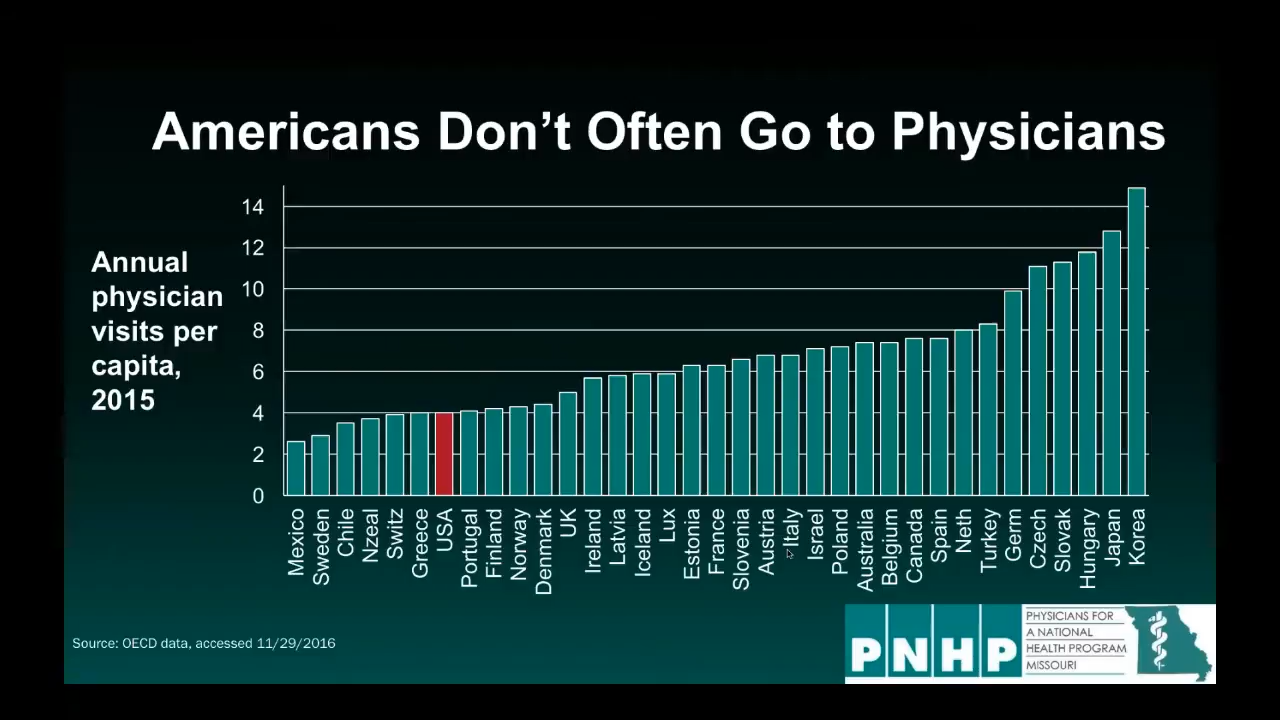 Americans Don't Often Go to Physicians
Annual
physician
visits per
capita,
2015
14
12
10
8
6
4
2
0
Mexico
Sweden
Chile
Nzeal
Switz
Greece
USA
Portugal
Finland
Norway
Denmark
UK
Ireland
Latvia
Iceland
Lux
Estonia
France
Slovenia
Austria
Italy
Israel
Poland
Australia
Belgium
Canada
Spain
Neth
Turkey
Germ
Czech
Slovak
Hungary
Japan
Korea
Source: OECD data, accessed 11/29/2016
PNHP
PHYSICIANS FOR
A NATIONAL
HEALTH PROGRAM
MISSOURI